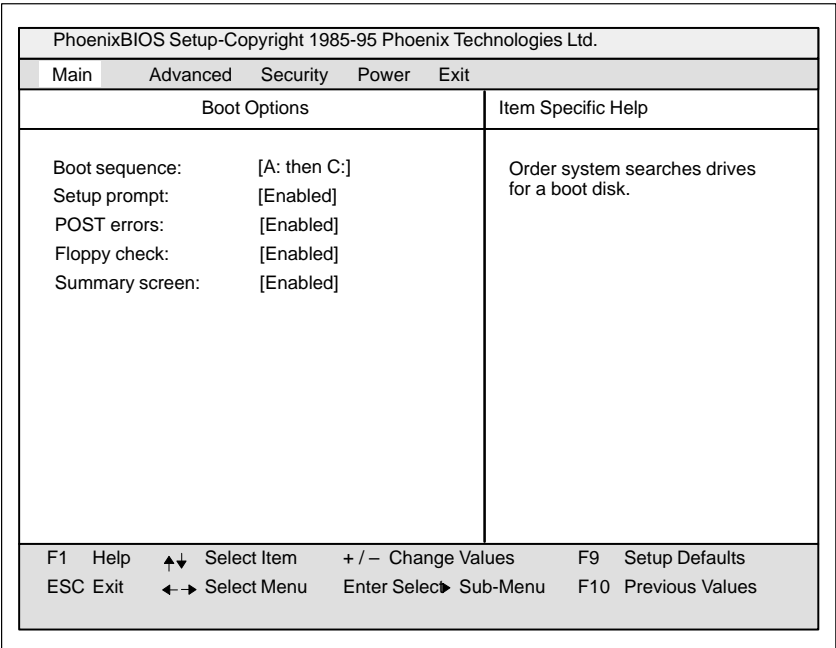 PhoenixBIOS Setup-Copyright 1985-95 Phoenix Technologies Ltd.
Main Advanced Security Power Exit
Boot Options
Item Specific Help
Boot sequence: [A: then C:]
Setup prompt: [Enabled]
POST errors: [Enabled]
Floppy check: [Enabled]
Summary screen: [Enabled]
Order system searches drives
for a boot disk.
F1 Help Select Item + / – Change Values F9 Setup Defaults
ESC Exit Select Menu Enter Select Sub-Menu F10 Previous Values